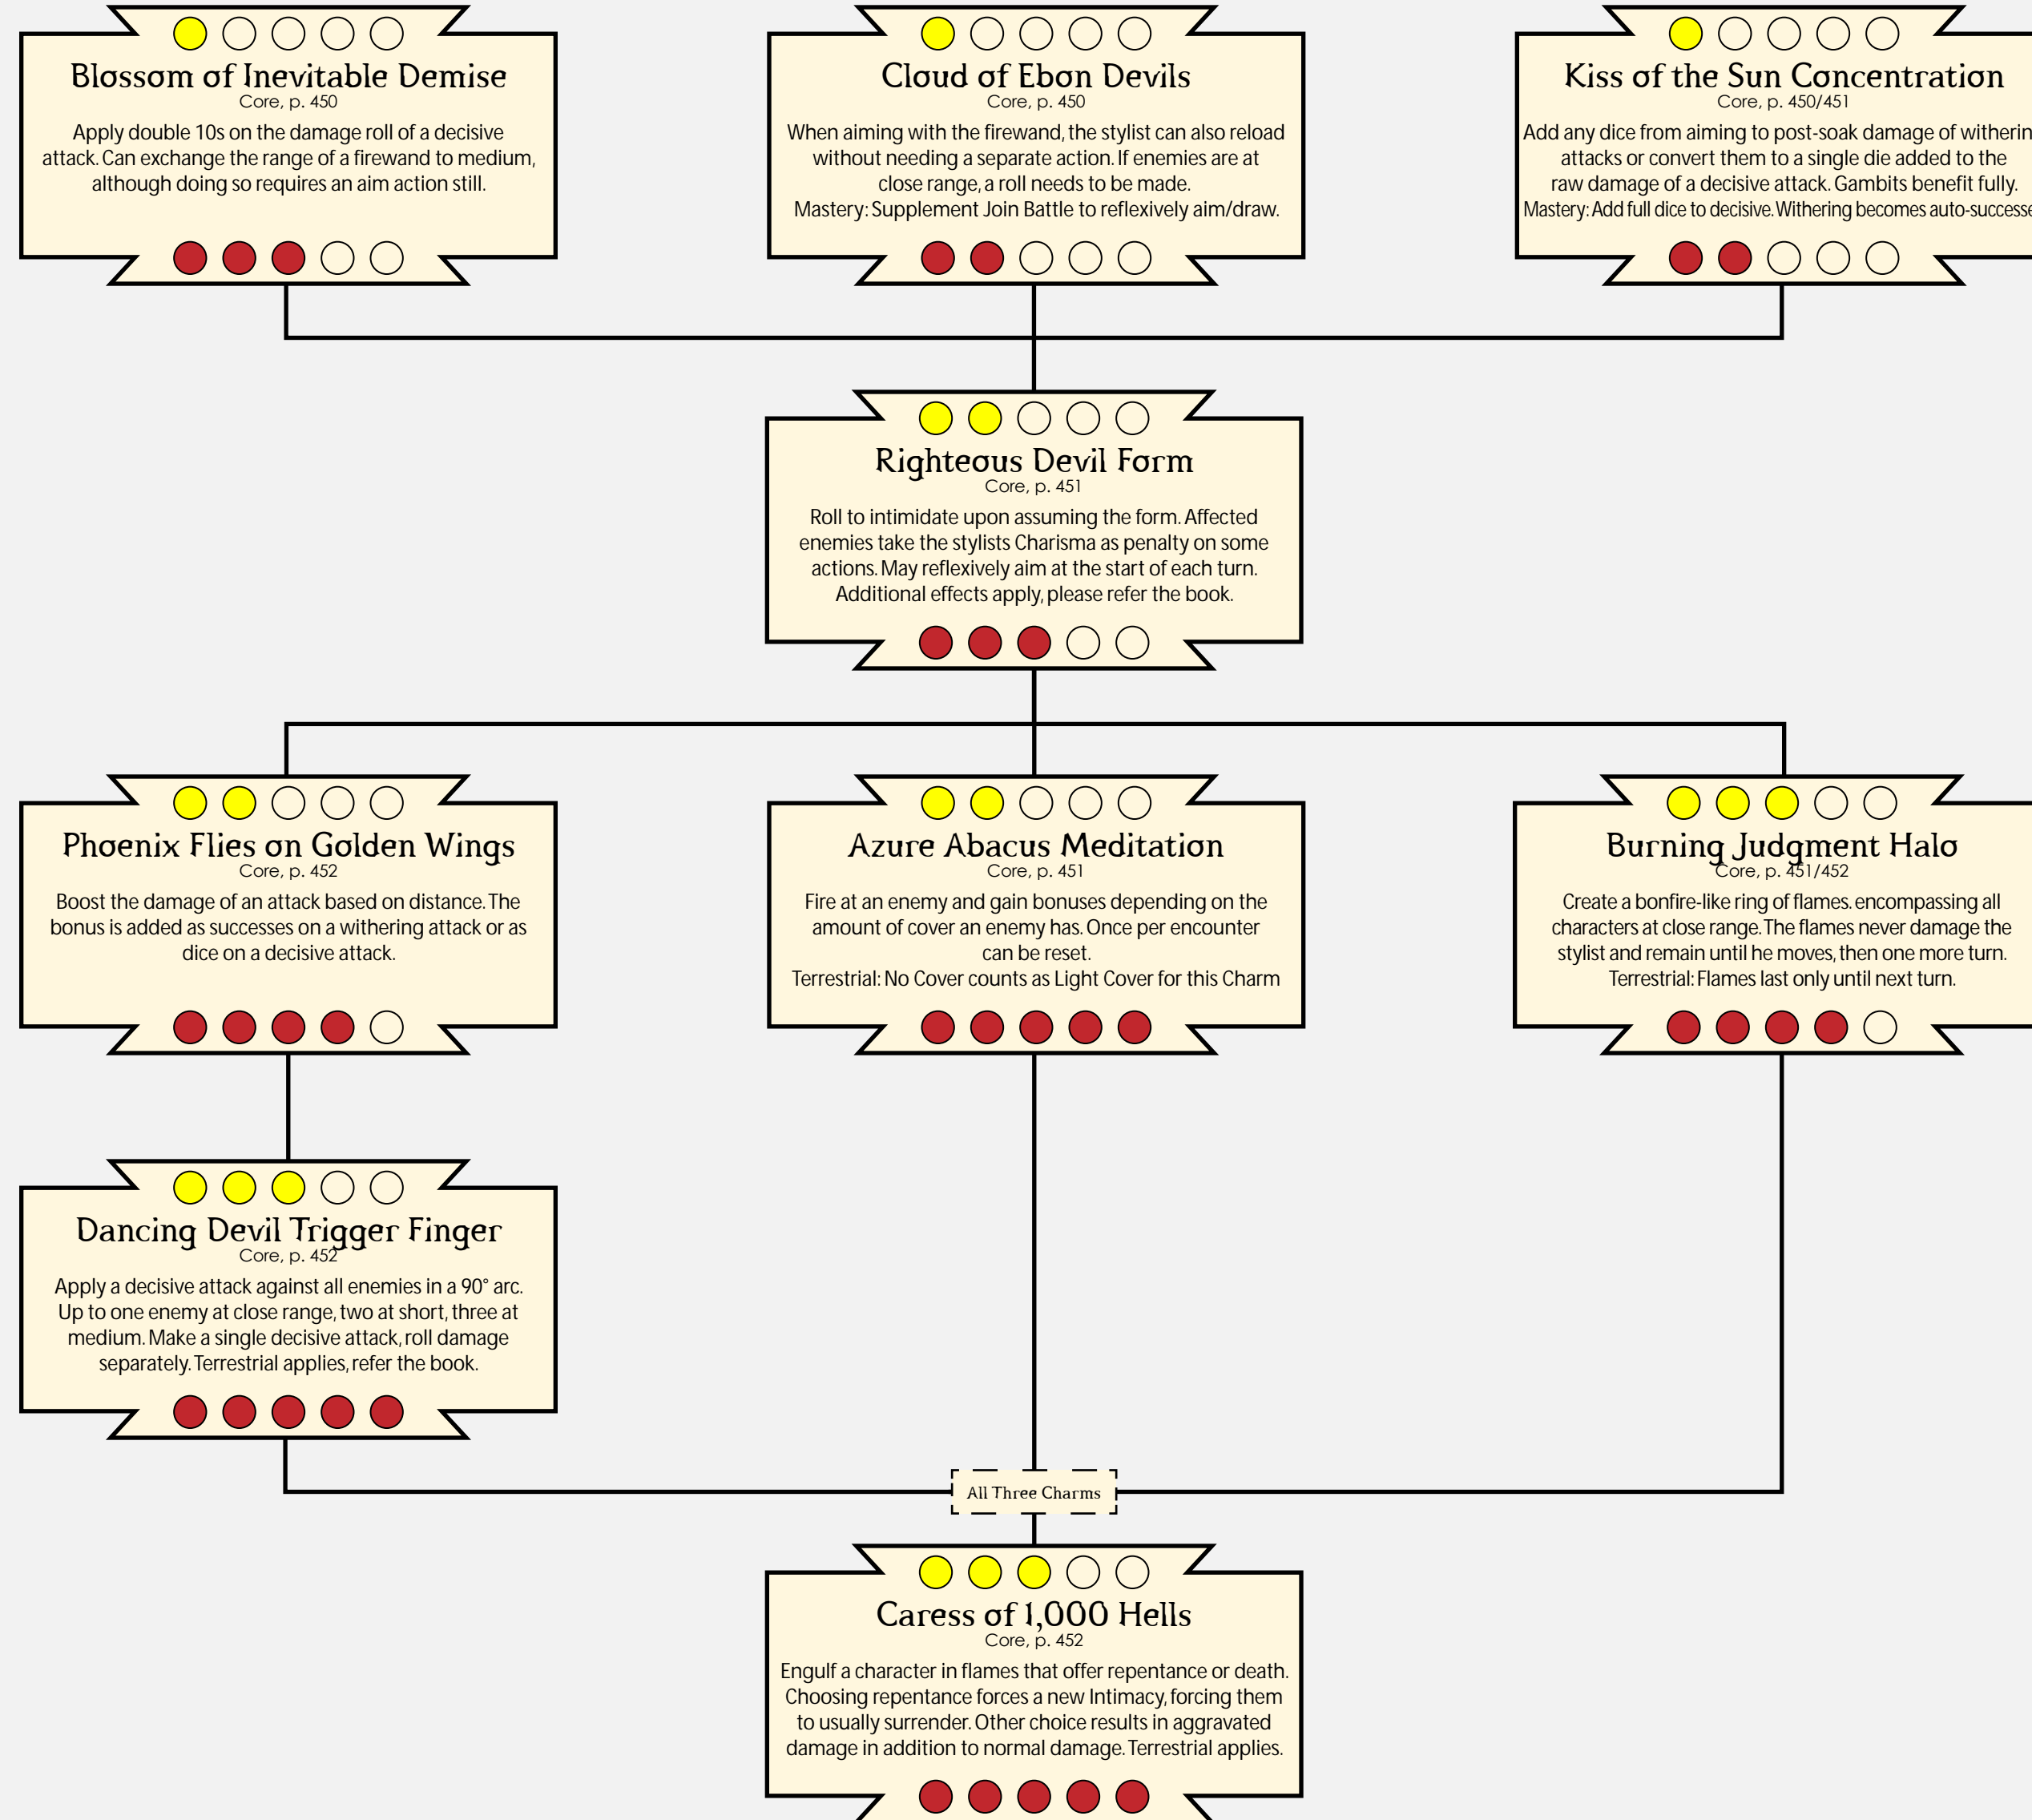 Blossom of Inevitable Demise
Core, p. 450
Apply double 10s on the damage roll of a decisive
attack. Can exchange the range of a firewand to medium,
although doing so requires an aim action still.
Cloud of Ebon Devils
Core, p. 450
When aiming with the firewand, the stylist can also reload
without needing a separate action. If enemies are at
close range, a roll needs to be made.
Mastery: Supplement Join Battle to reflexively aim/draw.
Kiss of the Sun Concentration
Core, p. 450/451
Add any dice from aiming to post-soak damage of witherin
attacks or convert them to a single die added to the
raw damage of a decisive attack. Gambits benefit fully.
Mastery: Add full dice to decisive. Withering becomes auto-successe
Righteous Devil Form
Core, p. 451
Roll to intimidate upon assuming the form. Affected
enemies take the stylists Charisma as penalty on some
actions. May reflexively aim at the start of each turn.
Additional effects apply, please refer the book.
Phoenix Flies on Golden Wings
Core, p. 452
Boost the damage of an attack based on distance. The
bonus is added as successes on a withering attack or as
dice on a decisive attack.
Azure Abacus Meditation
Core, p. 451
Fire at an enemy and gain bonuses depending on the
amount of cover an enemy has. Once per encounter
can be reset.
Terrestrial: No Cover counts as Light Cover for this Charm
Burning Judgment Halo
Core, p. 451/452
Create a bonfire-like ring of flames. encompassing all
characters at close range. The flames never damage the
stylist and remain until he moves, then one more turn.
Terrestrial: Flames last only until next turn.
Dancing Devil Trigger Finger
Core, p. 452
Apply a decisive attack against all enemies in a 90° arc.
Up to one enemy at close range, two at short, three at
medium. Make a single decisive attack, roll damage
separately. Terrestrial applies, refer the book.
All Three Charms
Caress of 1,000 Hells
Core, p. 452
Engulf a character in flames that offer repentance or death.
Choosing repentance forces a new Intimacy, forcing them
to usually surrender. Other choice results in aggravated
damage in addition to normal damage. Terrestrial applies.